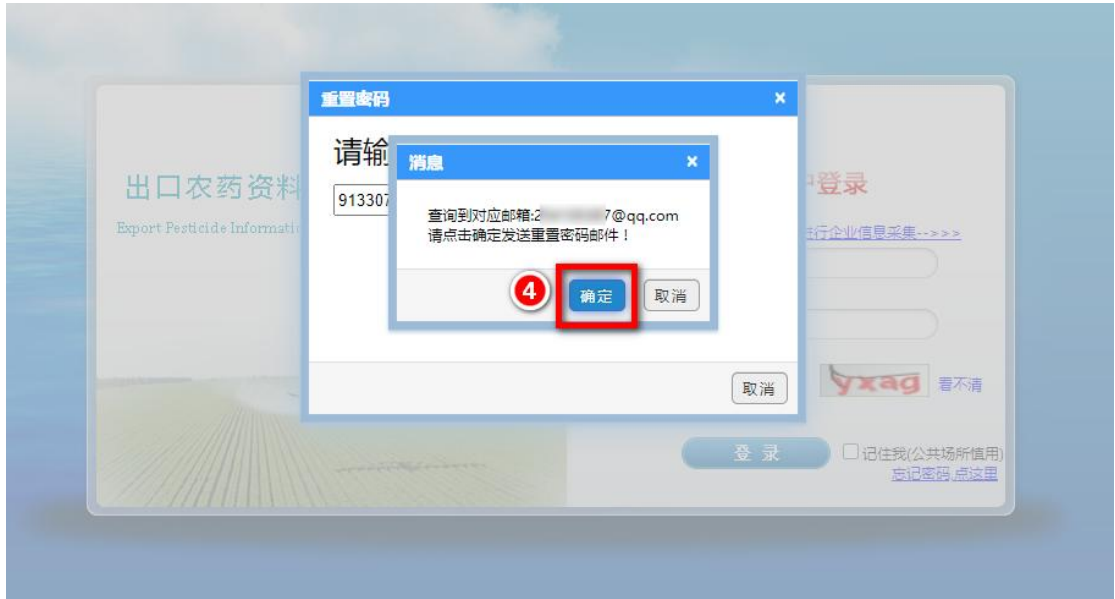 重置密码 ×
请输
913307
消息 ×
查询到对应邮箱:2 7@qq.com
请点击确定发送重置密码邮件！
4
确定
取消
取消
出口农药资料
Export Pesticide Informati
登录
行企业信息采集-->>>
yxag
看不清
登 录
记住我(公共场所慎用)
忘记密码,点这里